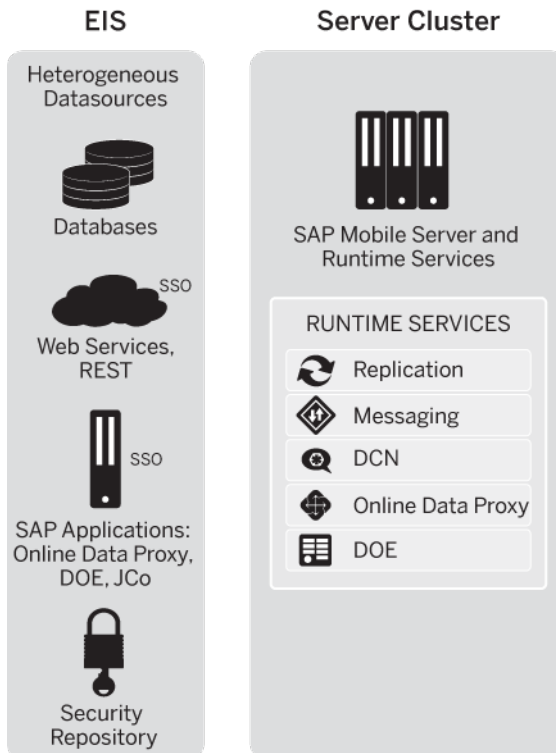 EIS
Heterogeneous
Datasources
Databases
SSO
Web Services,
REST
SSO
SAP Applications:
Online Data Proxy,
DOE, JCo
Security
Repository
Server Cluster
SAP Mobile Server and
Runtime Services
RUNTIME SERVICES
Replication
Messaging
DCN
Online Data Proxy
DOE